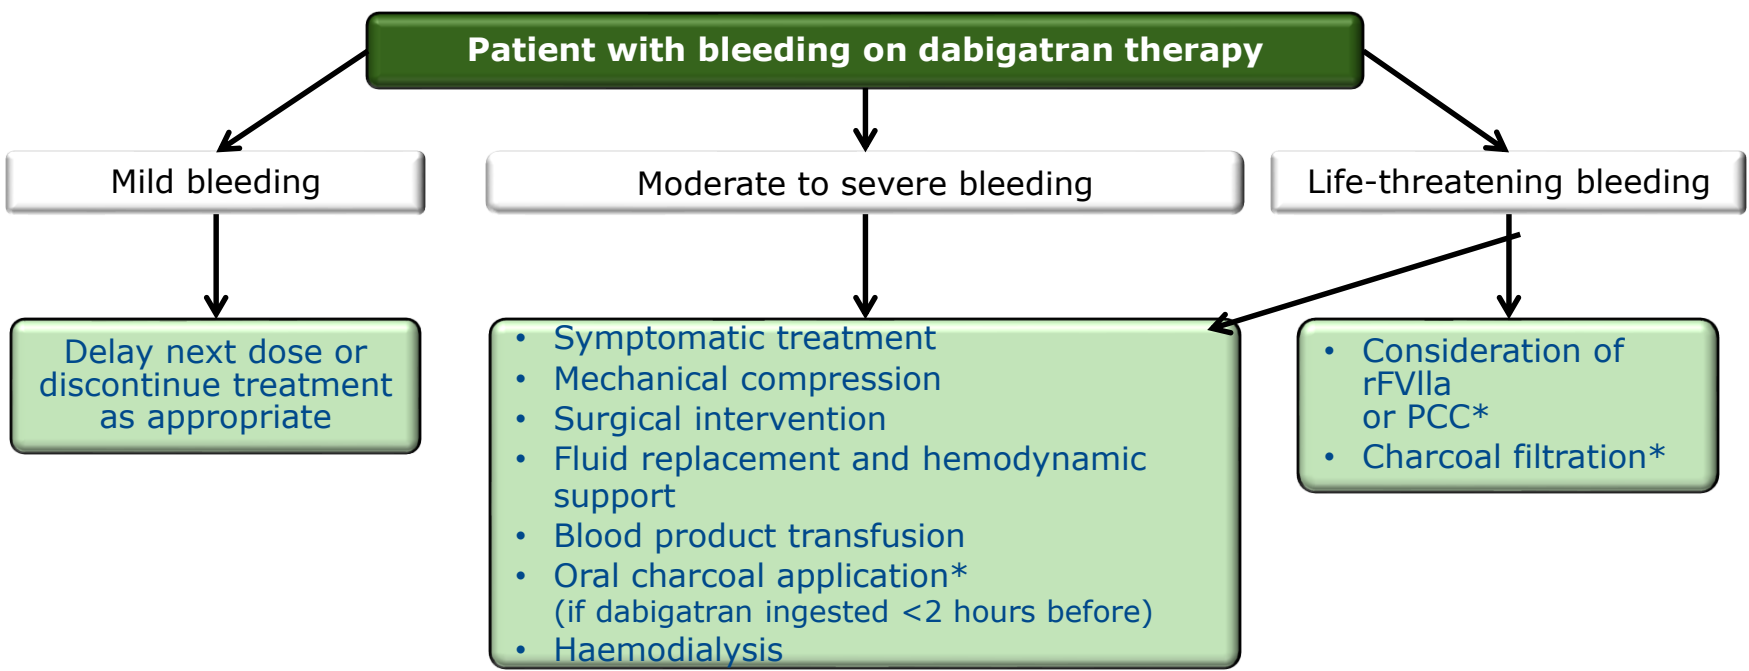 Patient with bleeding on dabigatran therapy
Mild bleeding
Moderate to severe bleeding
Life-threatening bleeding
Delay next dose or
discontinue treatment
as appropriate
• Symptomatic treatment
• Mechanical compression
• Surgical intervention
• Fluid replacement and hemodynamic
support
• Blood product transfusion
• Oral charcoal application*
(if dabigatran ingested <2 hours before)
• Haemodialysis
• Consideration of
rFVlla
or PCC*
• Charcoal filtration*